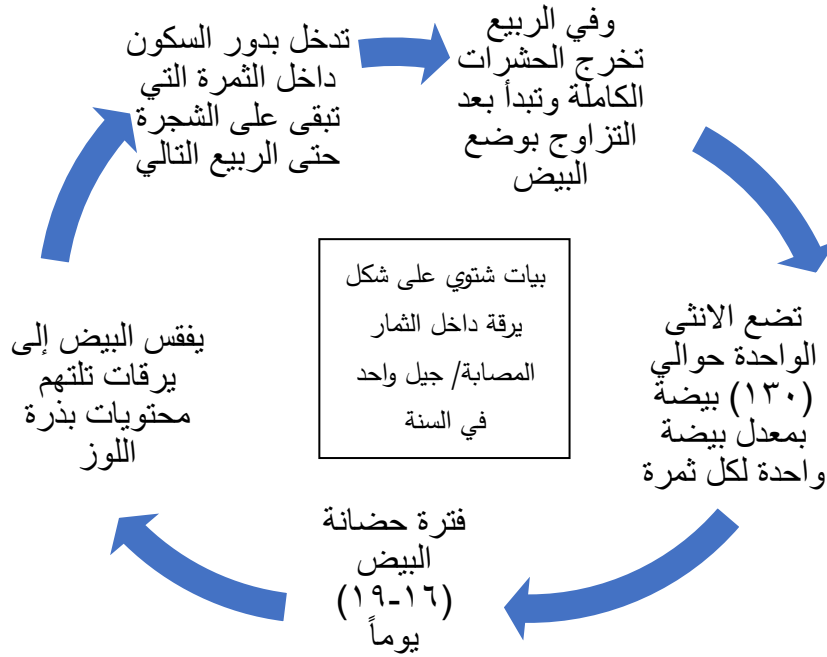 وفي الربيع
تخرج الحشرات
الكاملة وتبدأ بعد
التزاوج بوضع
البيض
تضع الانثى
الواحدة حوالي
(١٣٠) بيضة
بمعدل بيضة
واحدة لكل ثمرة
فترة حضانة
البيض
(١٦-١٩)
يوماً
يفقس البيض إلى
يرقات تلتهم
محتويات بذرة
اللوز
تدخل بدور السكون
داخل الثمرة التي
تبقى على الشجرة
حتى الربيع التالي
بيات شتوي على شكل
يرقة داخل الثمار
المصابة/ جيل واحد
في السنة